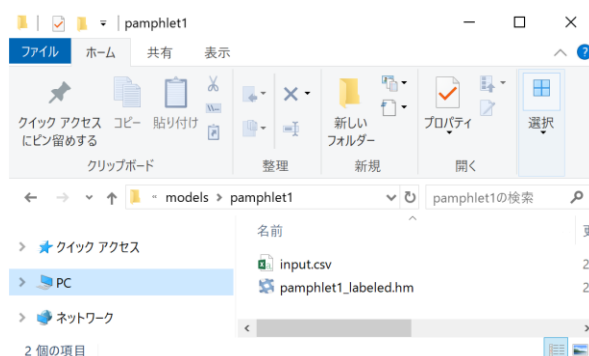 pamphlet1
ファイル ホーム 共有 表示
クイック アクセス
にピン留めする
コピー 貼り付け
新しい
フォルダー
プロパティ
選択
クリップボード 整理 新規 開く
« models > pamphlet1
pamphlet1の検索
名前
クイック アクセス
input.csv
PC
pamphlet1_labeled.hm
ネットワーク
2 個の項目